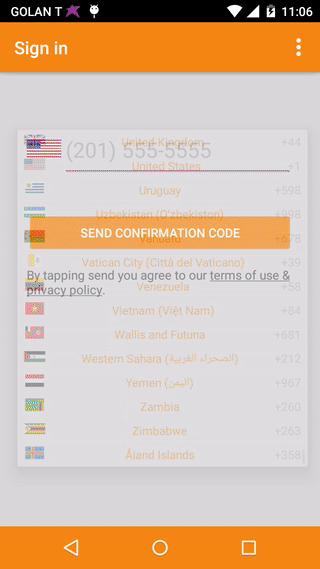 GOLAN T 11:06
Sign in
United Kingdom +44
(201) 555-5555
United States +1
Uruguay +598
Uzbekistan (Oʻzbekiston) +998
SEND CONFIRMATION CODE
Vanuatu +678
Vatican City (Città del Vaticano) +39
By tapping send you agree to our terms of use &
Venezuela +58
privacy policy.
Vietnam (Việt Nam) +84
Wallis and Futuna +681
Western Sahara (الصحراء الغربية) +212
Yemen (اليمن) +967
Zambia +260
Zimbabwe +263
Åland Islands +358